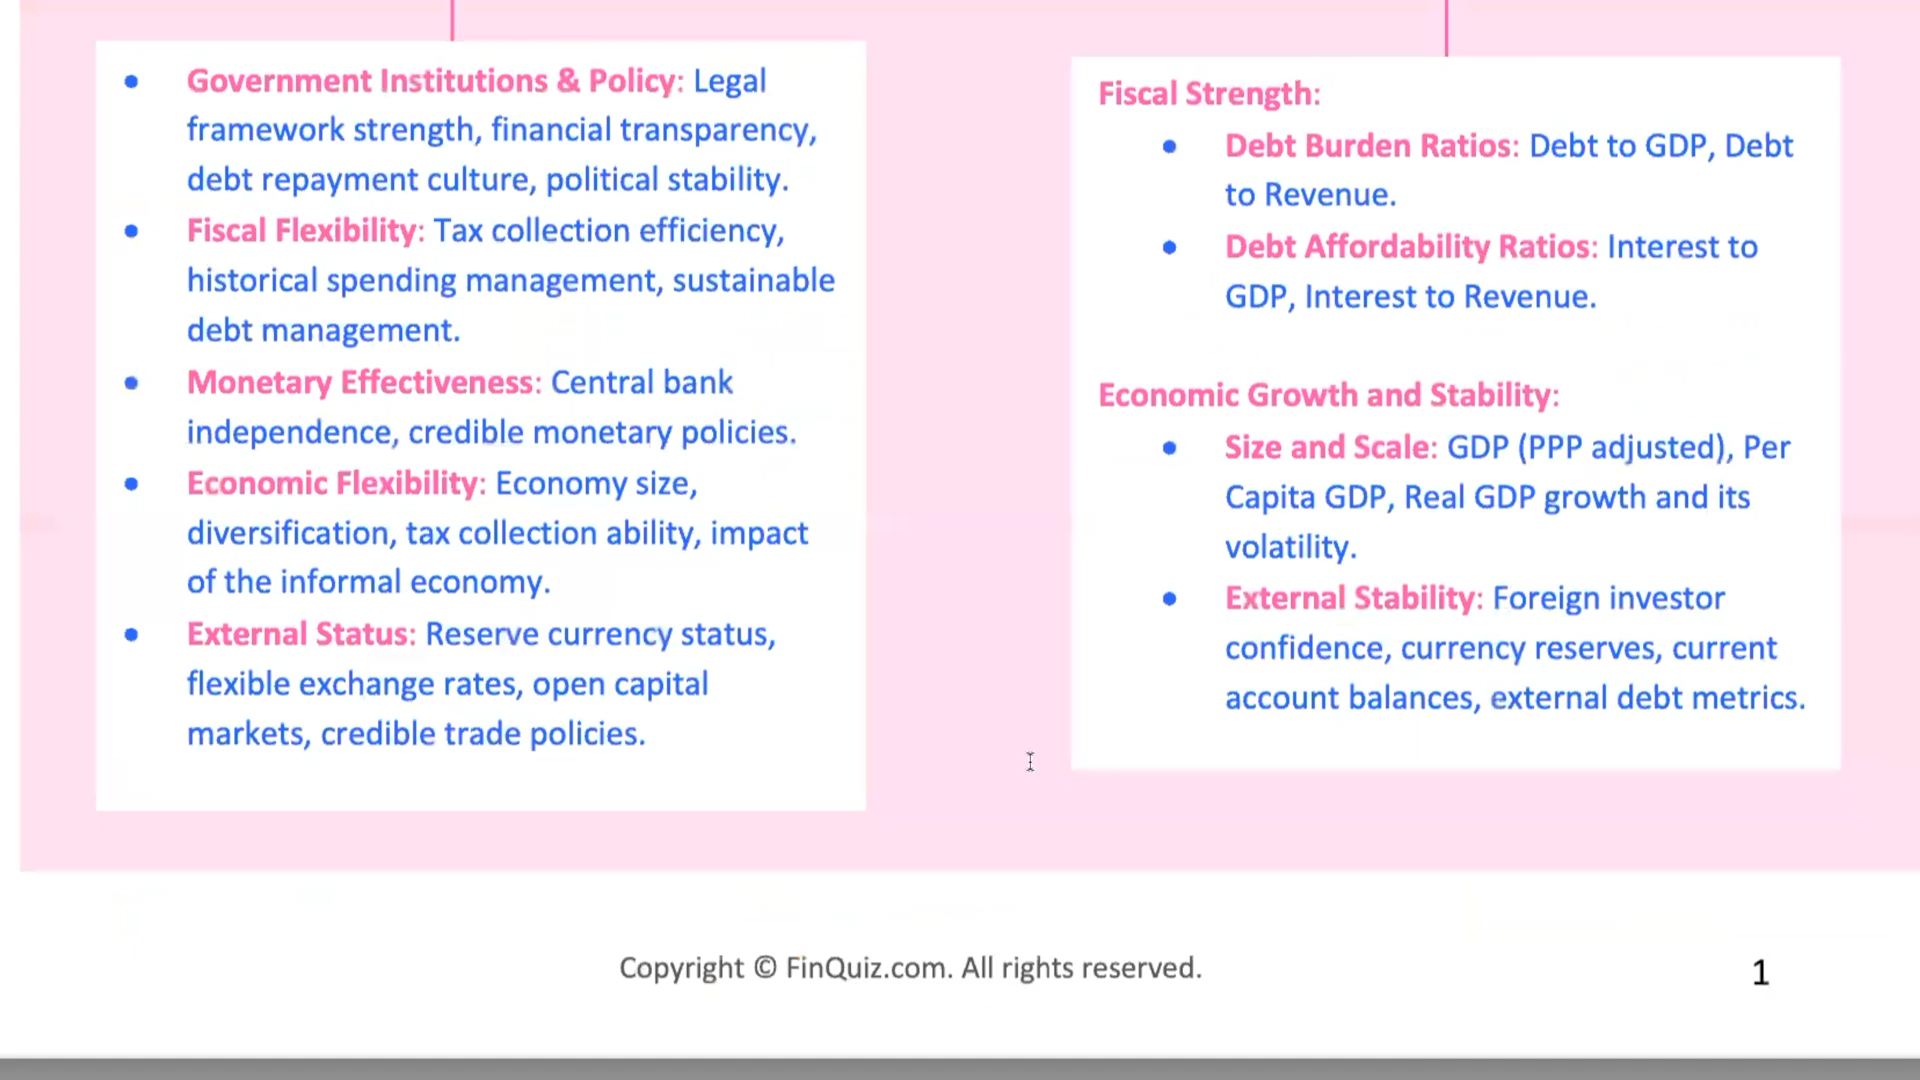 Government Institutions & Policy: Legal
framework strength, financial transparency,
debt repayment culture, political stability.
Fiscal Flexibility: Tax collection efficiency,
historical spending management, sustainable
debt management.
Monetary Effectiveness: Central bank
independence, credible monetary policies.
Economic Flexibility: Economy size,
diversification, tax collection ability, impact
of the informal economy.
External Status: Reserve currency status,
flexible exchange rates, open capital
markets, credible trade policies.
Fiscal Strength:
Debt Burden Ratios: Debt to GDP, Debt
to Revenue.
Debt Affordability Ratios: Interest to
GDP, Interest to Revenue.
Economic Growth and Stability:
Size and Scale: GDP (PPP adjusted), Per
Capita GDP, Real GDP growth and its
volatility.
External Stability: Foreign investor
confidence, currency reserves, current
account balances, external debt metrics.
Copyright © FinQuiz.com. All rights reserved.
1